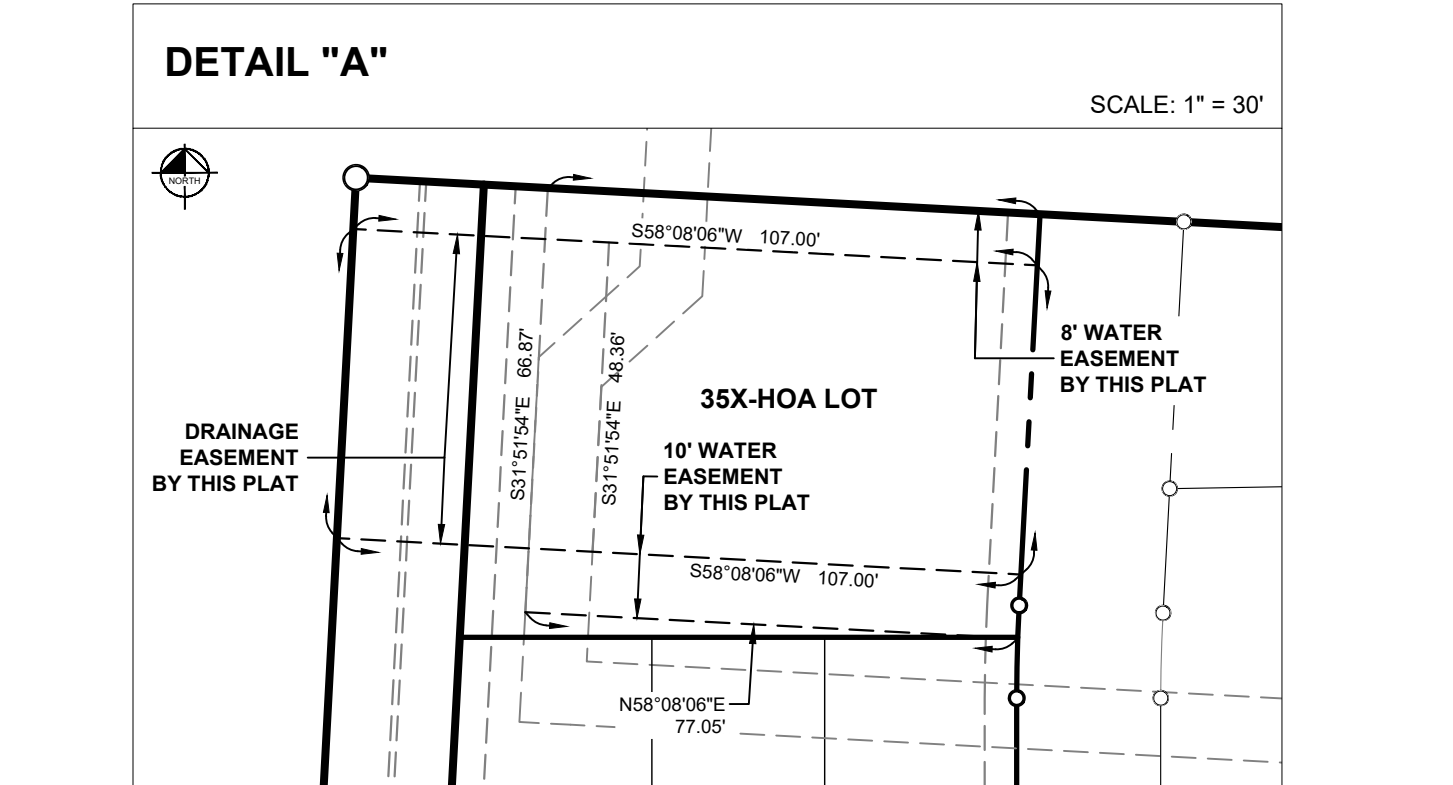 DETAIL "A"
SCALE: 1" = 30'
NORTH
S58°08'06"W 107.00'
S31°51'54"E 66.87'
S31°51'54"E 48.36'
8' WATER
EASEMENT
BY THIS PLAT
35X-HOA LOT
DRAINAGE
EASEMENT
BY THIS PLAT
10' WATER
EASEMENT
BY THIS PLAT
S58°08'06"W 107.00'
N58°08'06"E
77.05'